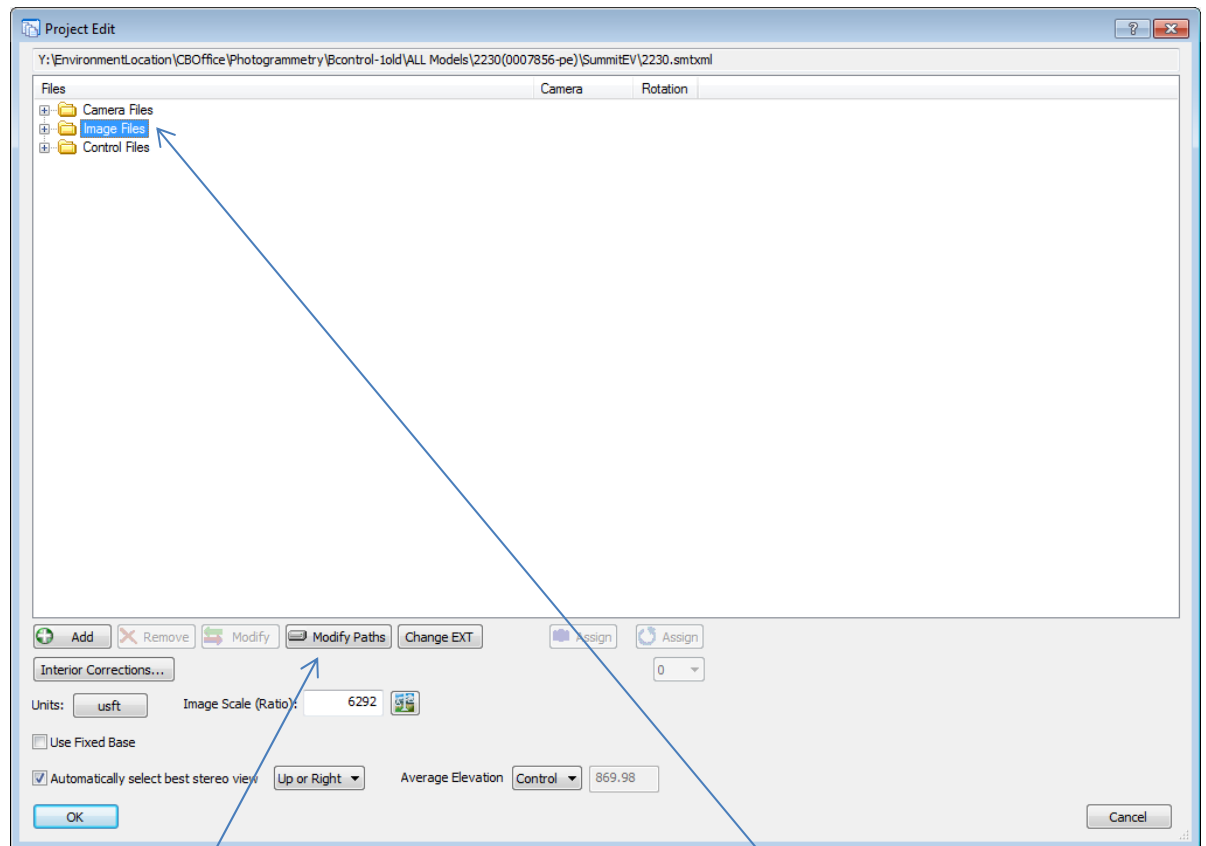 Project Edit
Y:\EnvironmentLocation\CBOffice\Photogrammetry\Bcontrol-1old\ALL Models\2230(0007856-pe)\SummitEV\2230.smtxml
Files Camera Rotation
Camera Files
Image Files
Control Files
Add Remove Modify Modify Paths Change EXT Assign Assign
Interior Corrections... 0
Units: usft Image Scale (Ratio): 6292
Use Fixed Base
Automatically select best stereo view Up or Right Average Elevation Control 869.98
OK Cancel